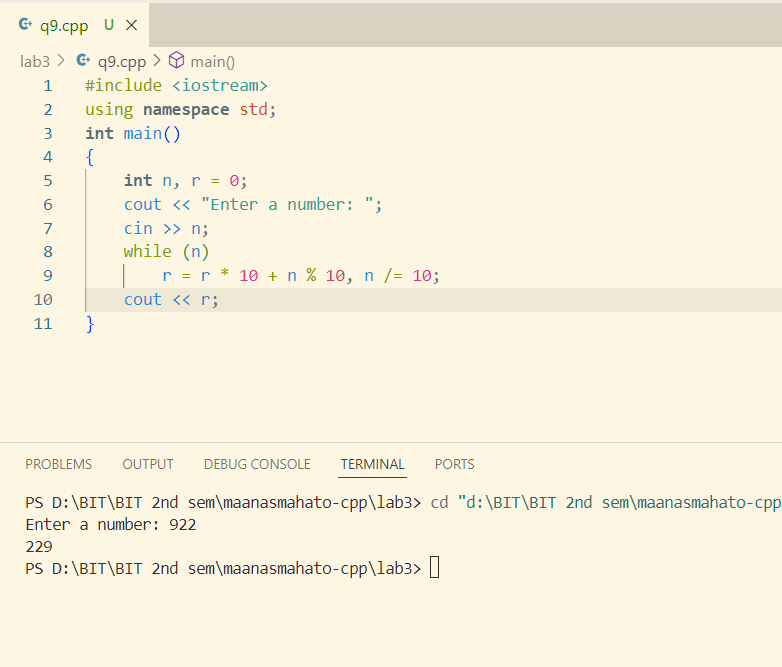 q9.cpp U
lab3 > q9.cpp > main()
1 #include <iostream>
2 using namespace std;
3 int main()
4 {
5 int n, r = 0;
6 cout << "Enter a number: ";
7 cin >> n;
8 while (n)
9 r = r * 10 + n % 10, n /= 10;
10 cout << r;
11 }
PROBLEMS OUTPUT DEBUG CONSOLE TERMINAL PORTS
PS D:\BIT\BIT 2nd sem\maanasmahato-cpp\lab3> cd "d:\BIT\BIT 2nd sem\maanasmahato-cpp
Enter a number: 922
229
PS D:\BIT\BIT 2nd sem\maanasmahato-cpp\lab3>